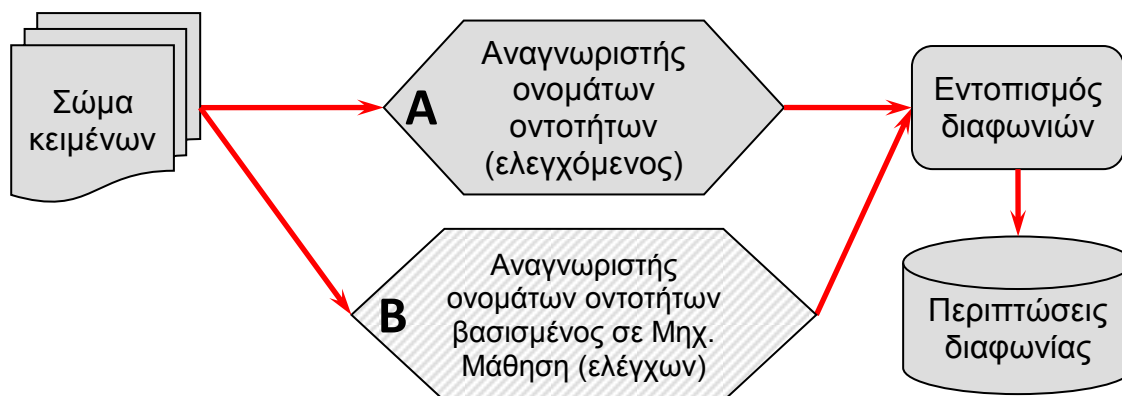 Σώμα
κειμένων
A
Αναγνωριστής
ονομάτων
οντοτήτων
(ελεγχόμενος)
B
Αναγνωριστής
ονομάτων οντοτήτων
βασισμένος σε Μηχ.
Μάθηση (ελέγχων)
Εντοπισμός
διαφωνιών
Περιπτώσεις
διαφωνίας